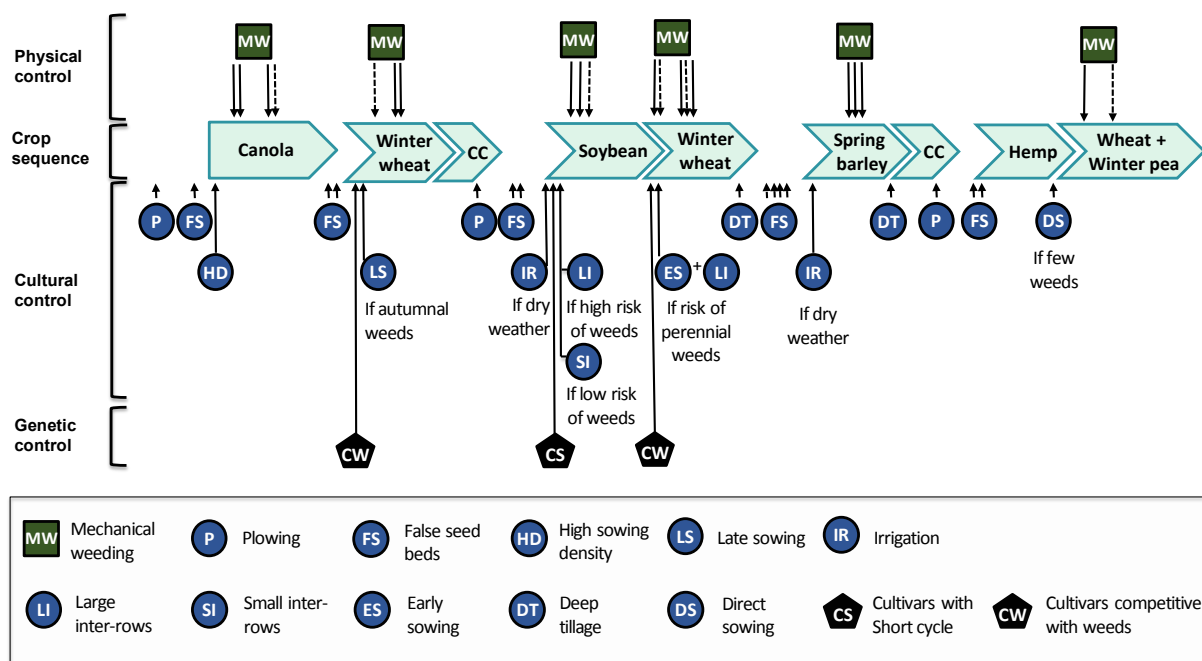 MW MW MW MW MW MW
Physical
control
Crop
sequence
Canola
Winter
wheat
CC
Soybean
Winter
wheat
Spring
barley
CC
Hemp
Wheat +
Winter pea
P FS FS P FS DT FS DT P FS DS
Cultural
control
HD
LS
If autumnal
weeds
IR
If dry
weather
LI
If high risk
of weeds
SI
If low risk
of weeds
ES + LI
If risk of
perennial
weeds
IR
If dry
weather
If few
weeds
Genetic
control
CW CS CW
MW Mechanical
weeding
P Plowing
FS False seed
beds
HD High sowing
density
LS Late sowing
IR Irrigation
LI Large
inter-rows
SI Small inter-
rows
ES Early
sowing
DT Deep
tillage
DS Direct
sowing
CS Cultivars with
Short cycle
CW Cultivars competitive
with weeds